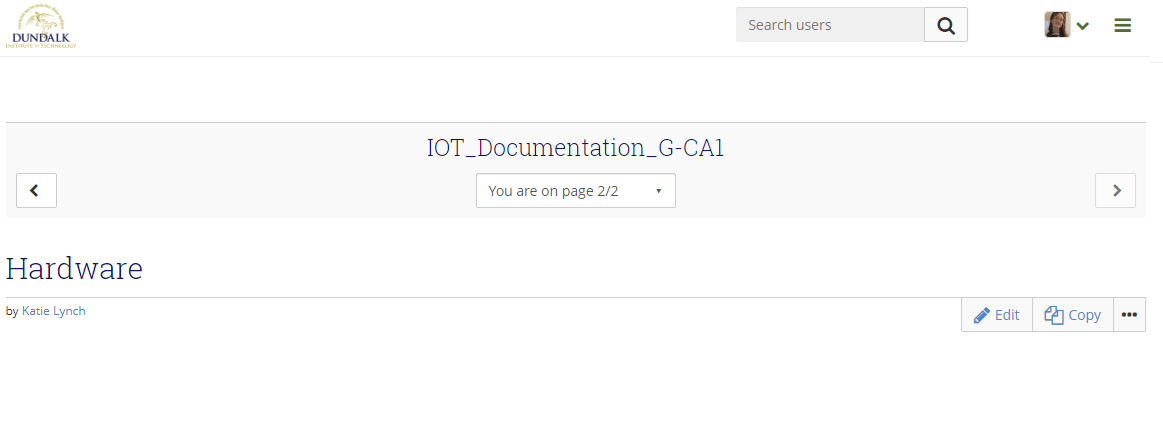 DUNDALK
INSTITUTE OF TECHNOLOGY
Search users
IOT_Documentation_G-CA1
You are on page 2/2
Hardware
by Katie Lynch
Edit
Copy